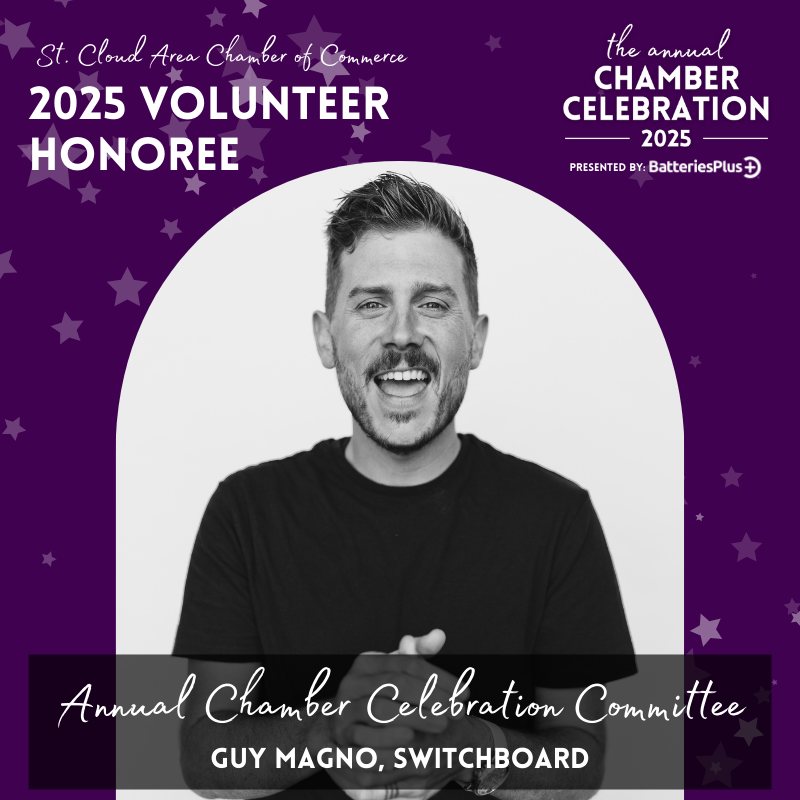 St. Cloud Area Chamber of Commerce
2025 VOLUNTEER
HONOREE
the annual
CHAMBER
CELEBRATION
2025
PRESENTED BY: BatteriesPlus
Annual Chamber Celebration Committee
GUY MAGNO, SWITCHBOARD